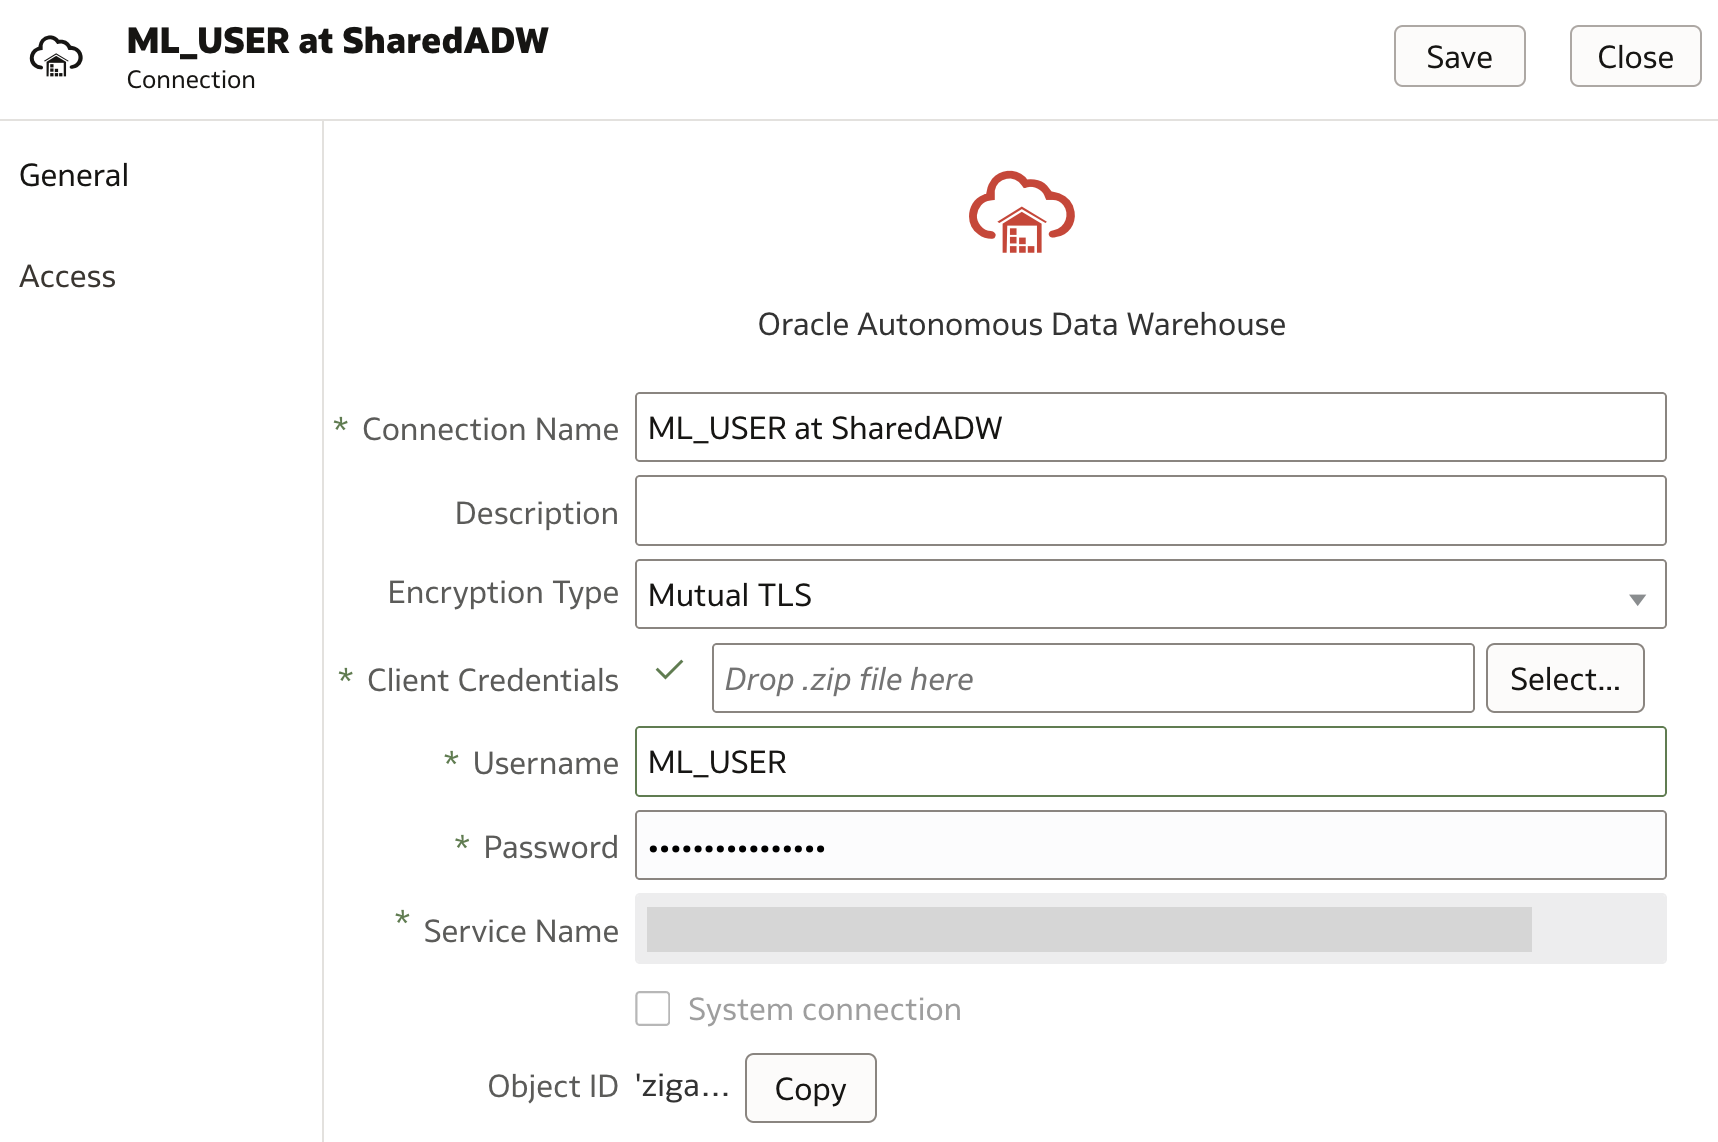 ML_USER at SharedADW
Connection
Save
Close
General
Access
Oracle Autonomous Data Warehouse
* Connection Name ML_USER at SharedADW
Description
Encryption Type Mutual TLS
* Client Credentials Drop .zip file here Select...
* Username ML_USER
* Password ••••••••••••••••
* Service Name
System connection
Object ID 'ziga... Copy